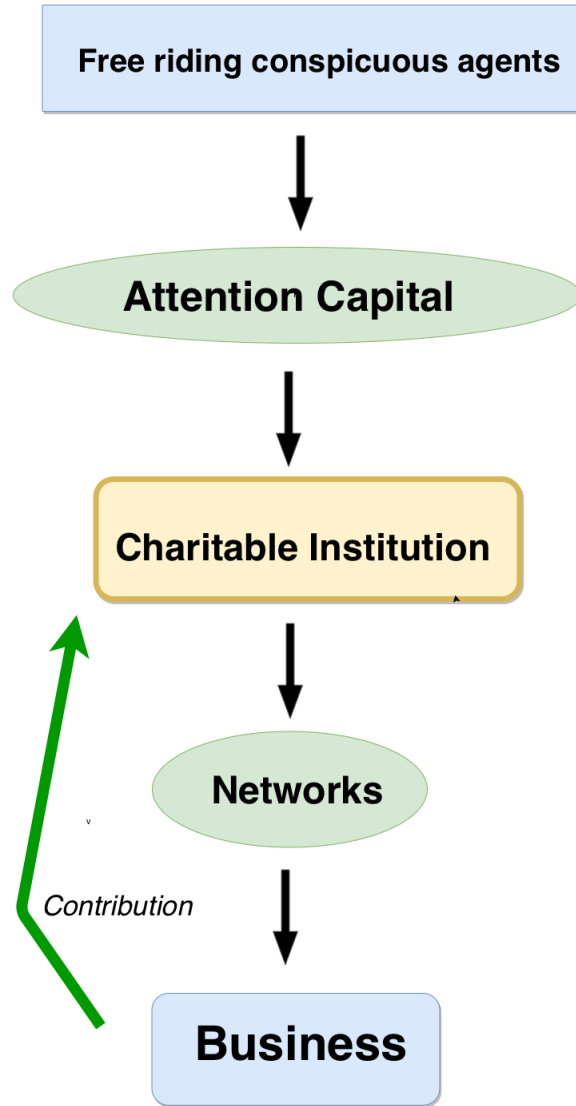 Free riding conspicuous agents
Attention Capital
Charitable Institution
Networks
v
Contribution
Business